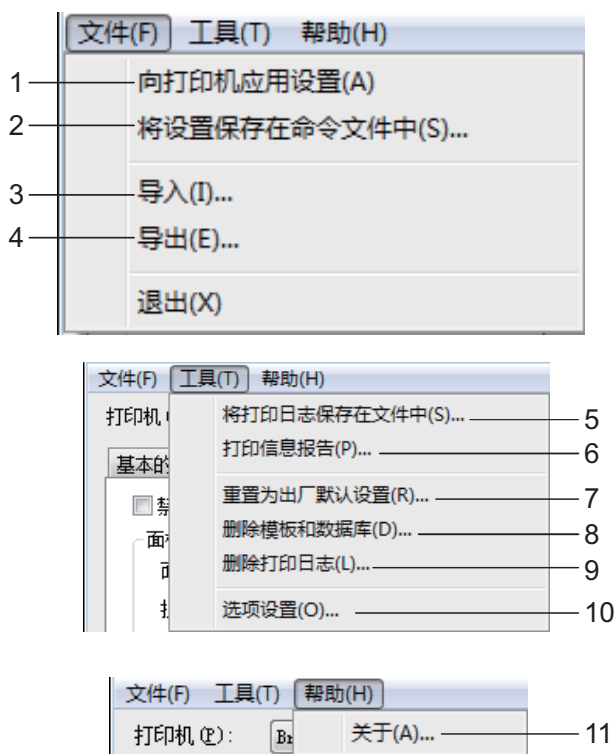 文件(F) 工具(T) 帮助(H)
1 向打印机应用设置(A)
2 将设置保存在命令文件中(S)...
3 导入(I)...
4 导出(E)...
退出(X)
文件(F) 工具(T) 帮助(H)
打印机 将打印日志保存在文件中(S)... 5
打印信息报告(P)... 6
基本的 重置为出厂默认设置(R)... 7
删除模板和数据库(D)... 8
删除打印日志(L)... 9
选项设置(O)... 10
文件(F) 工具(T) 帮助(H)
打印机(P): 关于(A)... 11